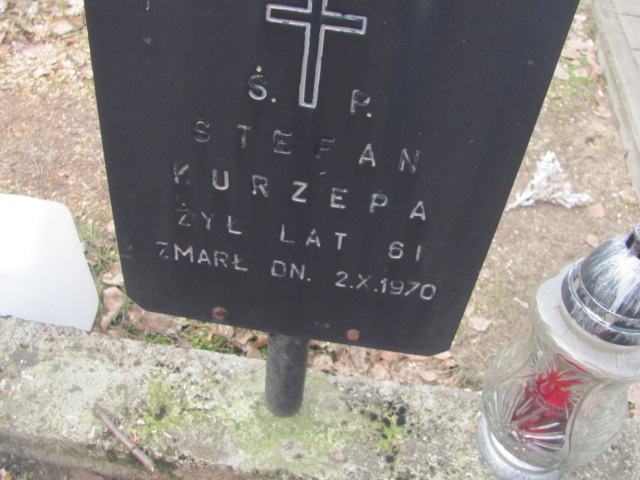 Ś. P.
STEFAN
KURZEPA
ŻYŁ LAT 61
ZMARŁ DN. 2.X.1970